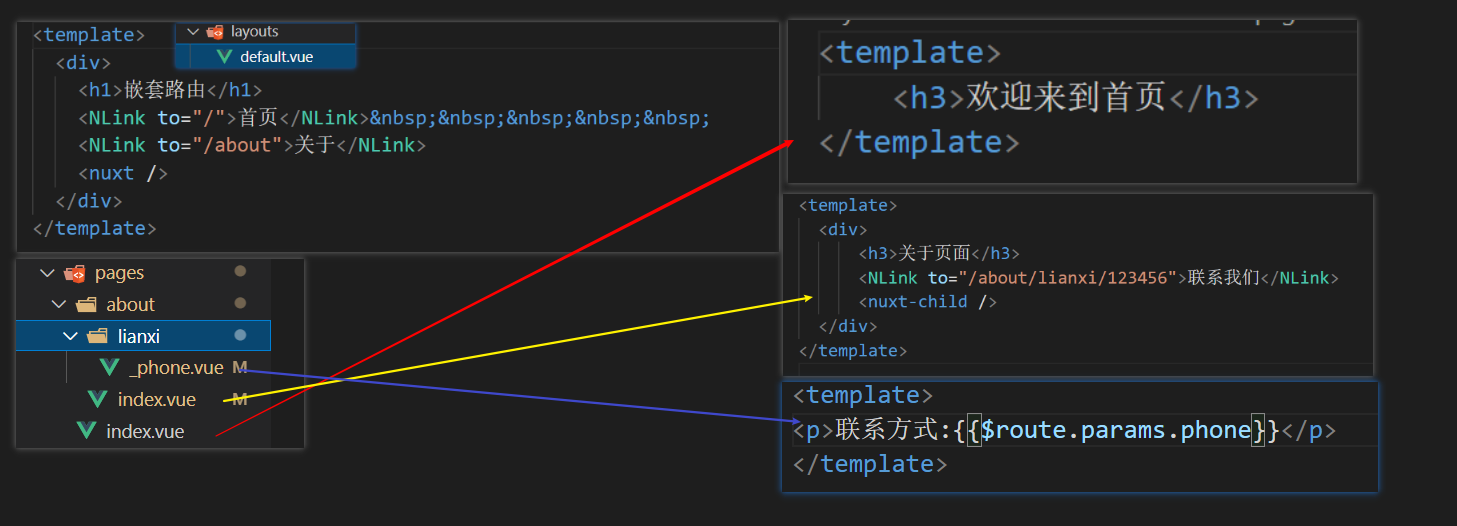 <template>
<div>
<h1>嵌套路由</h1>
<NLink to="/">首页</NLink>&nbsp;&nbsp;&nbsp;&nbsp;&nbsp;
<NLink to="/about">关于</NLink>
<nuxt />
</div>
</template>
layouts
default.vue
pages
about
lianxi
_phone.vue M
index.vue M
index.vue
<template>
<h3>欢迎来到首页</h3>
</template>
<template>
<div>
<h3>关于页面</h3>
<NLink to="/about/lianxi/123456">联系我们</NLink>
<nuxt-child />
</div>
</template>
<template>
<p>联系方式:{{$route.params.phone}}</p>
</template>